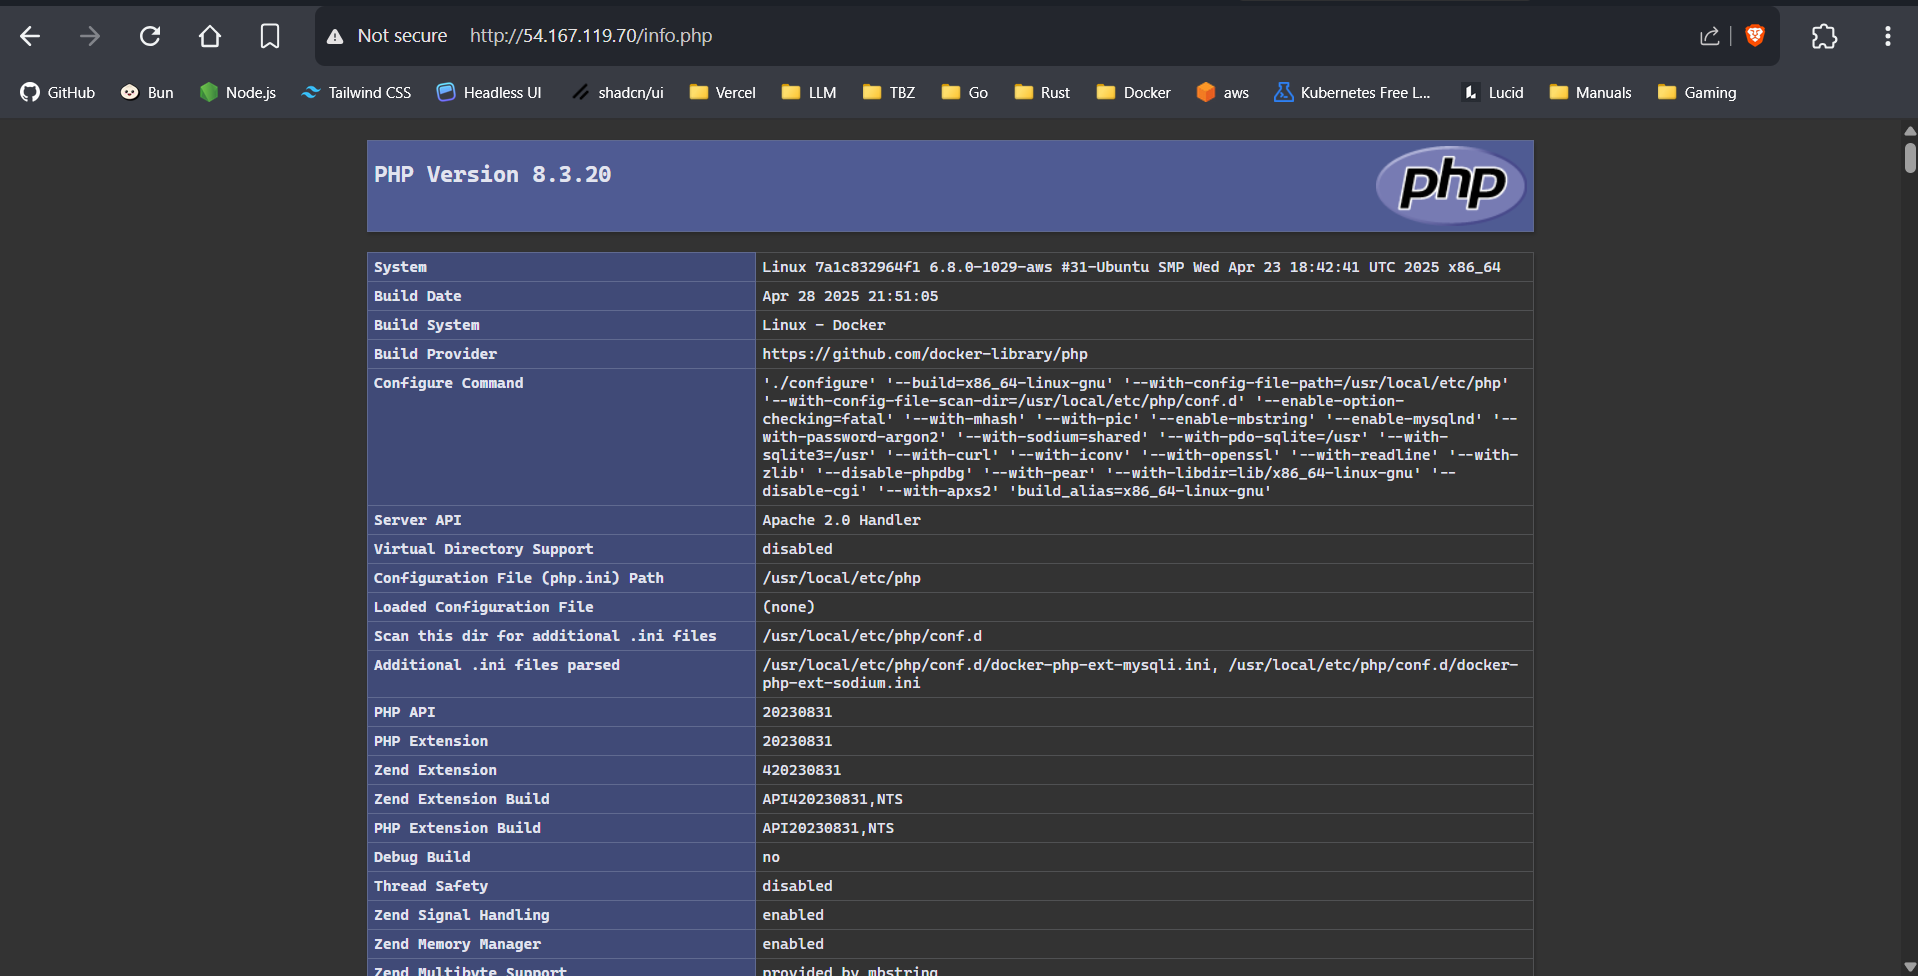 Not secure http://54.167.119.70/info.php
GitHub Bun Node.js Tailwind CSS Headless UI shadcn/ui Vercel LLM TBZ Go Rust Docker aws Kubernetes Free L... Lucid Manuals Gaming
PHP Version 8.3.20
php
System Linux 7a1c832964f1 6.8.0-1029-aws #31-Ubuntu SMP Wed Apr 23 18:42:41 UTC 2025 x86_64
Build Date Apr 28 2025 21:51:05
Build System Linux - Docker
Build Provider https://github.com/docker-library/php
Configure Command './configure' '--build=x86_64-linux-gnu' '--with-config-file-path=/usr/local/etc/php'
'--with-config-file-scan-dir=/usr/local/etc/php/conf.d' '--enable-option-
checking=fatal' '--with-mhash' '--with-pic' '--enable-mbstring' '--enable-mysqlnd' '--
with-password-argon2' '--with-sodium=shared' '--with-pdo-sqlite=/usr' '--with-
sqlite3=/usr' '--with-curl' '--with-iconv' '--with-openssl' '--with-readline' '--with-
zlib' '--disable-phpdbg' '--with-pear' '--with-libdir=lib/x86_64-linux-gnu' '--
disable-cgi' '--with-apxs2' 'build_alias=x86_64-linux-gnu'
Server API Apache 2.0 Handler
Virtual Directory Support disabled
Configuration File (php.ini) Path /usr/local/etc/php
Loaded Configuration File (none)
Scan this dir for additional .ini files /usr/local/etc/php/conf.d
Additional .ini files parsed /usr/local/etc/php/conf.d/docker-php-ext-mysqli.ini, /usr/local/etc/php/conf.d/docker-
php-ext-sodium.ini
PHP API 20230831
PHP Extension 20230831
Zend Extension 420230831
Zend Extension Build API420230831,NTS
PHP Extension Build API20230831,NTS
Debug Build no
Thread Safety disabled
Zend Signal Handling enabled
Zend Memory Manager enabled
Zend Multibyte Support provided by mbstring